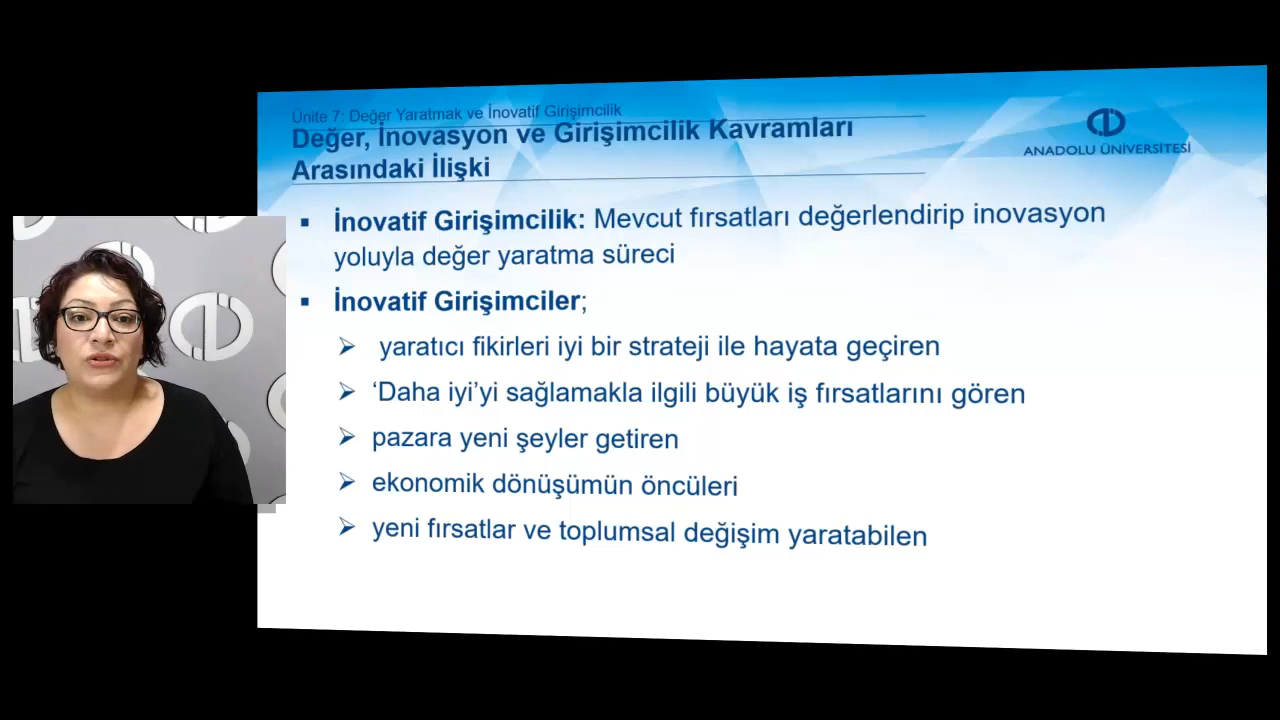 Ünite 7: Değer Yaratmak ve İnovatif Girişimcilik
Değer, İnovasyon ve Girişimcilik Kavramları
Arasındaki İlişki
ANADOLU ÜNİVERSİTESİ
▪ İnovatif Girişimcilik: Mevcut fırsatları değerlendirip inovasyon
yoluyla değer yaratma süreci
▪ İnovatif Girişimciler;
➢ yaratıcı fikirleri iyi bir strateji ile hayata geçiren
➢ ‘Daha iyi’yi sağlamakla ilgili büyük iş fırsatlarını gören
➢ pazara yeni şeyler getiren
➢ ekonomik dönüşümün öncüleri
➢ yeni fırsatlar ve toplumsal değişim yaratabilen